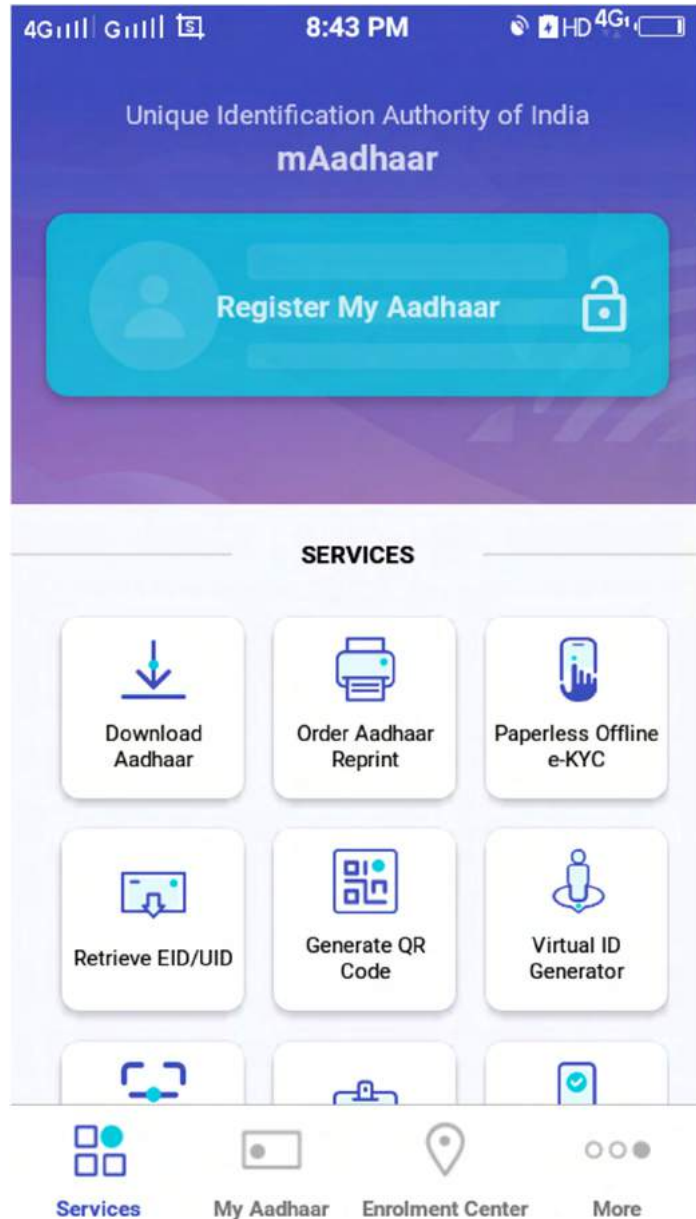 4G G S 8:43 PM HD 4G
Unique Identification Authority of India
mAadhaar
Register My Aadhaar
SERVICES
Download
Aadhaar
Order Aadhaar
Reprint
Paperless Offline
e-KYC
Retrieve EID/UID
Generate QR
Code
Virtual ID
Generator
Services My Aadhaar Enrolment Center More